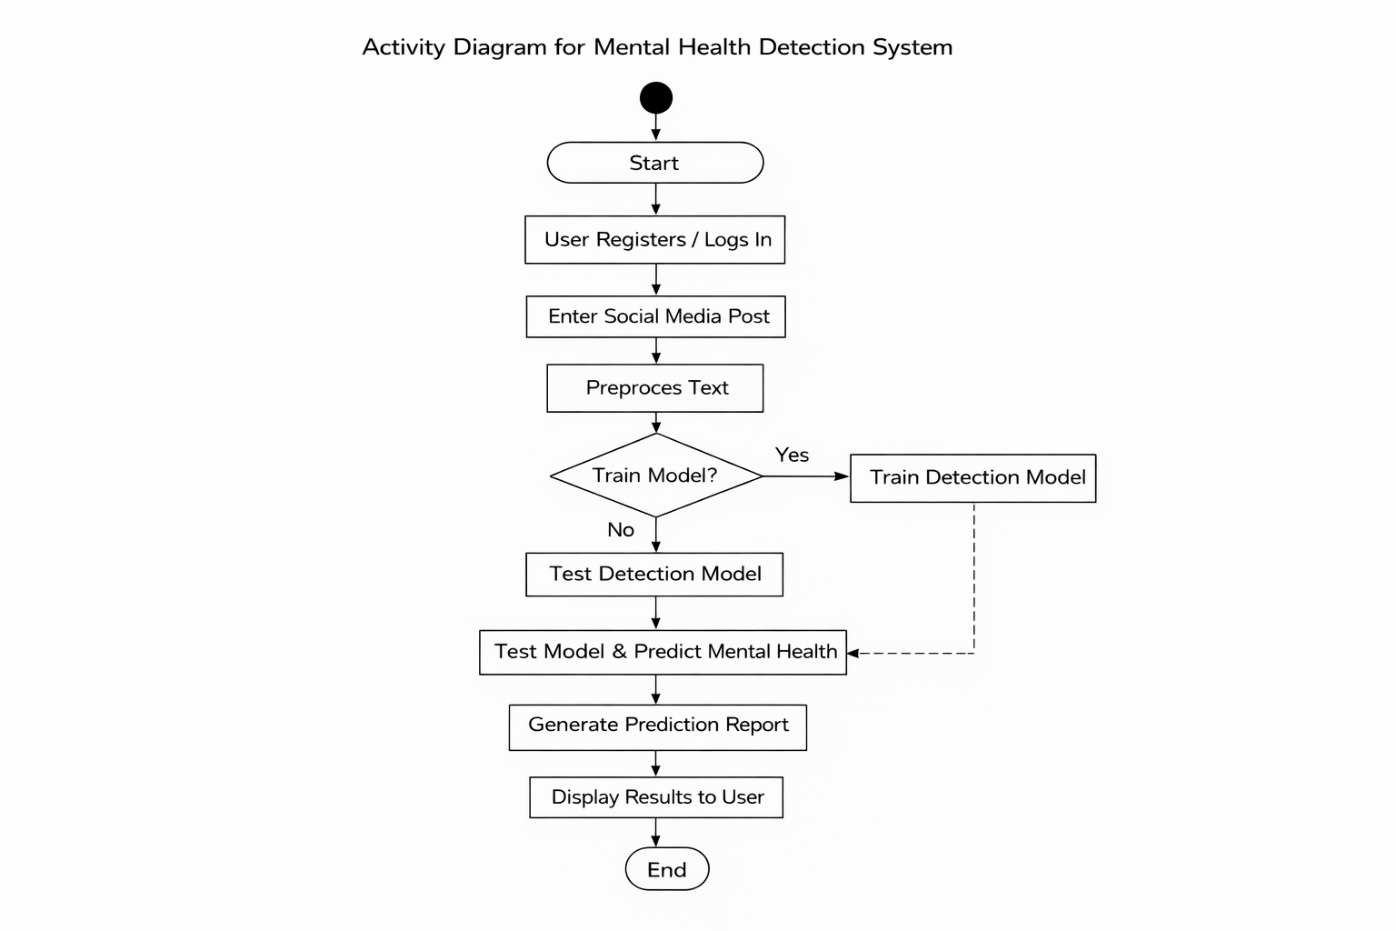 Activity Diagram for Mental Health Detection System
Start
User Registers / Logs In
Enter Social Media Post
Preproces Text
Train Model?
Yes
Train Detection Model
No
Test Detection Model
Test Model & Predict Mental Health
Generate Prediction Report
Display Results to User
End